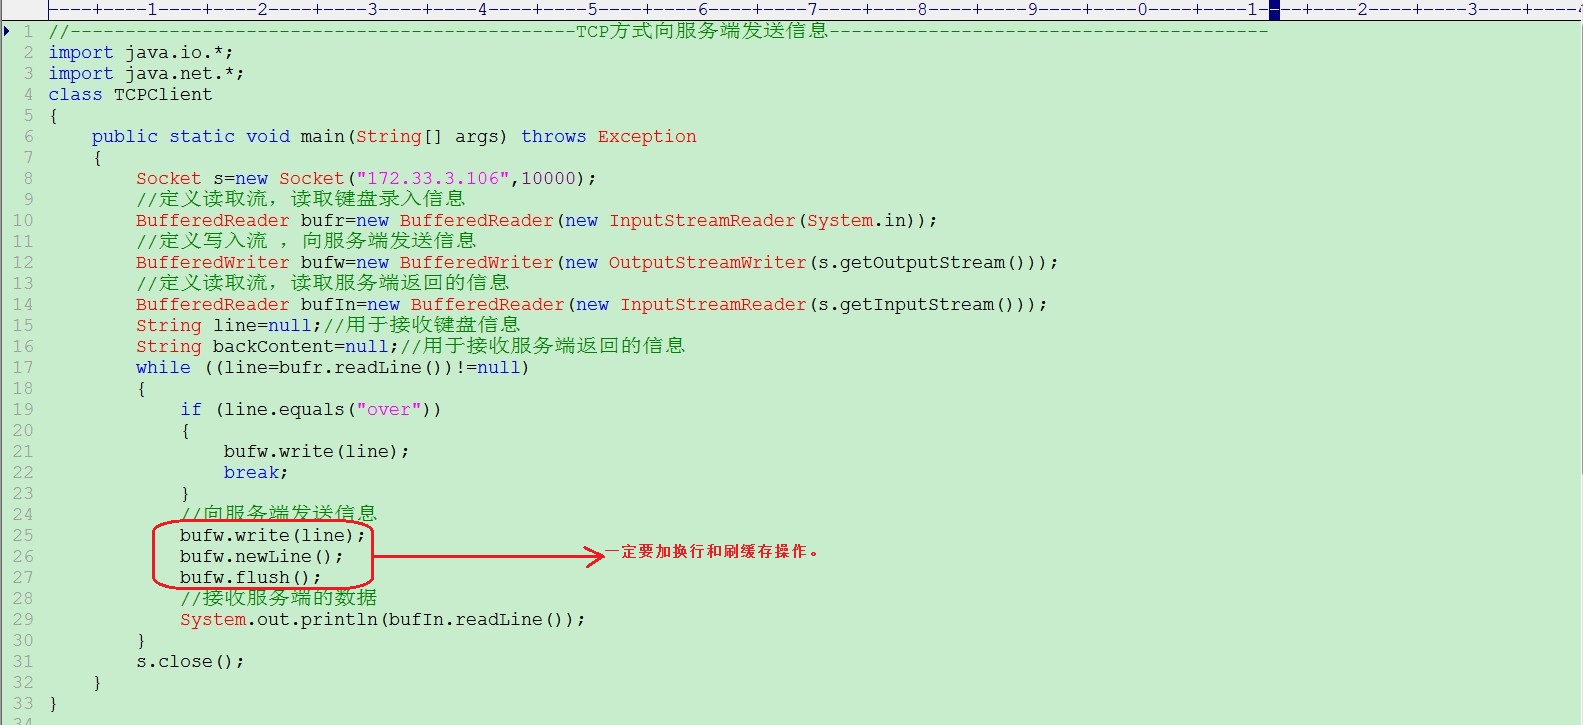 ----+----1----+----2----+----3----+----4----+----5----+----6----+----7----+----8----+----9----+----0----+----1----+----2----+----3----+----4
1 //----------------------------------------------TCP方式向服务端发送信息----------------------------------------
2 import java.io.*;
3 import java.net.*;
4 class TCPClient
5 {
6     public static void main(String[] args) throws Exception
7     {
8         Socket s=new Socket("172.33.3.106",10000);
9         //定义读取流，读取键盘录入信息
10         BufferedReader bufr=new BufferedReader(new InputStreamReader(System.in));
11         //定义写入流 ，向服务端发送信息
12         BufferedWriter bufw=new BufferedWriter(new OutputStreamWriter(s.getOutputStream()));
13         //定义读取流，读取服务端返回的信息
14         BufferedReader bufIn=new BufferedReader(new InputStreamReader(s.getInputStream()));
15         String line=null;//用于接收键盘信息
16         String backContent=null;//用于接收服务端返回的信息
17         while ((line=bufr.readLine())!=null)
18         {
19             if (line.equals("over"))
20             {
21                 bufw.write(line);
22                 break;
23             }
24             //向服务端发送信息
25             bufw.write(line);
26             bufw.newLine(); 一定要加换行和刷缓存操作。
27             bufw.flush();
28             //接收服务端的数据
29             System.out.println(bufIn.readLine());
30         }
31         s.close();
32     }
33 }
34